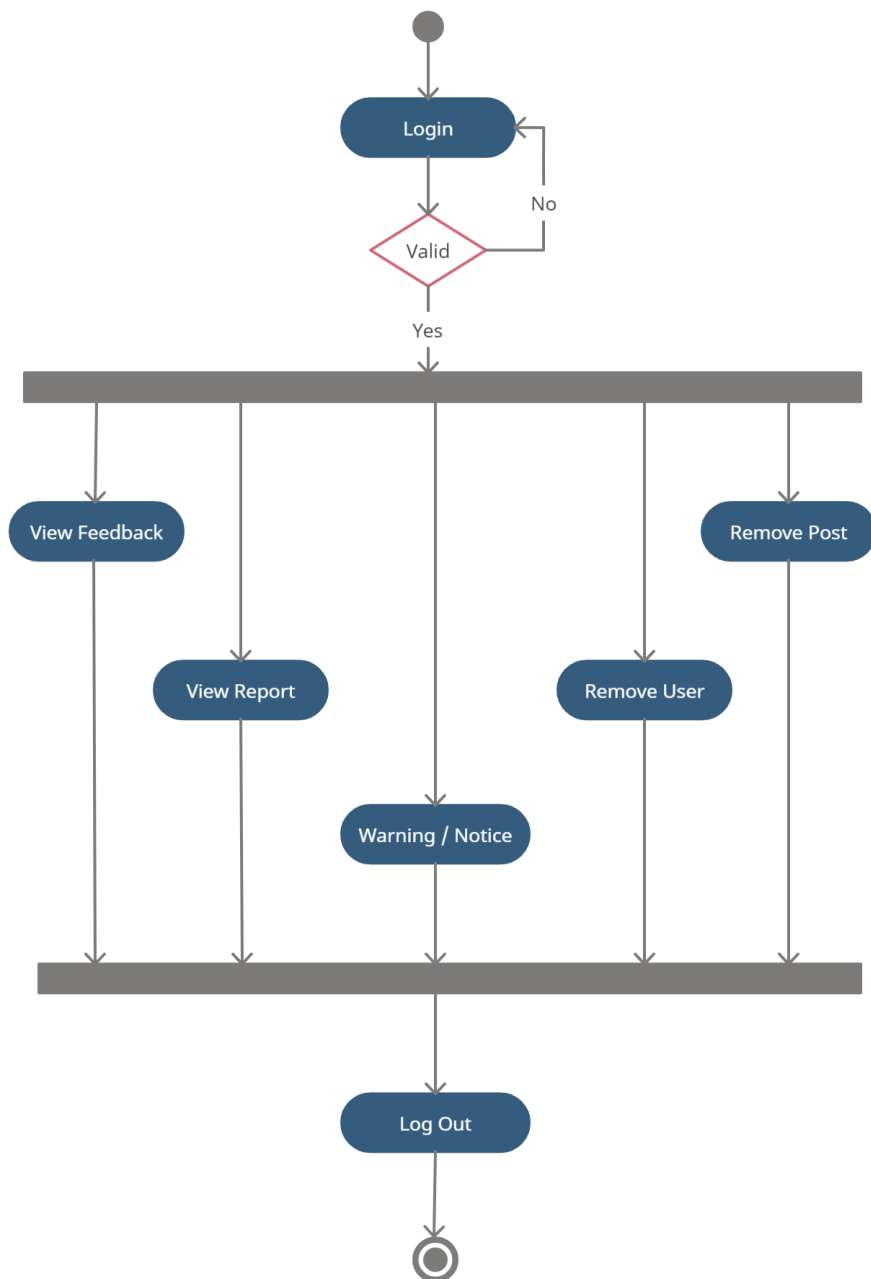 Login
No
Valid
Yes
View Feedback
Remove Post
View Report
Remove User
Warning / Notice
Log Out